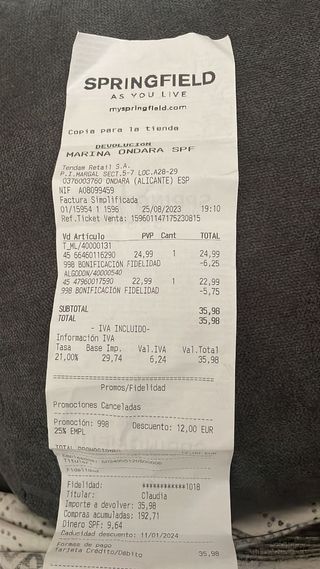 SPRINGFIELD
AS YOU LIVE
myspringfield.com
Copia para la tienda
DEVOLUCION
MARINA ONDARA SPF
Tendam Retail S.A.
P.I.MARGAL SECT.5-7 LOC.A28-29
0376003760 ONDARA (ALICANTE) ESP
NIF A08099459
Factura Simplificada
01/15954 1 1596 25/08/2023 19:10
Ref.Ticket Venta: 159601147175230815
Vd Articulo PVP Cant TOTAL
T_ML/40000131
45 66460116290 24,99 1 24,99
998 BONIFICACIÓN FIDELIDAD -6,25
ALGODON/40000540
45 47960017590 22,99 1 22,99
998 BONIFICACIÓN FIDELIDAD -5,75
SUBTOTAL 35,98
TOTAL 35,98
- IVA INCLUIDO-
Información IVA
Tasa Base Imp. Val.IVA Val.Total
21,00% 29,74 6,24 35,98
Promos/Fidelidad
Promociones Canceladas
Promoción: 998 Descuento: 12,00 EUR
25% EMPL
Fidelidad: ************1018
Titular: Claudia
Importe a devolver: 35,98
Compras acumuladas: 192,71
Dinero SPF: 9,64
Caducidad descuento: 11/01/2024
Formas de pago
Tarjeta Crédito/Débito 35,98